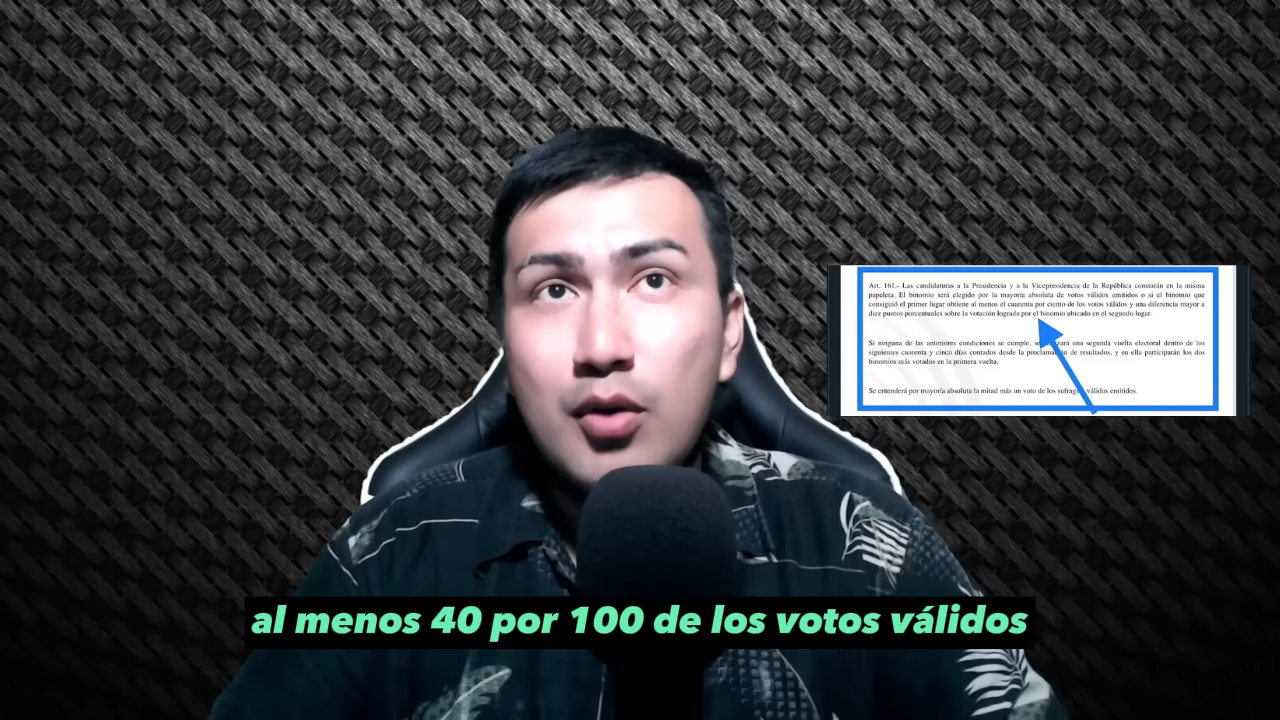 Art. 161.- Las candidaturas a la Presidencia y a la Vicepresidencia de la República constarán en la misma
papeleta. El binomio será elegido por la mayoría absoluta de votos válidos emitidos o si el binomio que
consiguió el primer lugar obtiene al menos el cuarenta por ciento de los votos válidos y una diferencia mayor a
diez puntos porcentuales sobre la votación lograda por el binomio ubicado en el segundo lugar.
Si ninguna de las anteriores condiciones se cumple, una segunda vuelta electoral dentro de los
siguientes cuarenta y cinco días contados desde la de resultados, y en ella participarán los dos
binomios más votados en la primera vuelta.
Se entenderá por mayoría absoluta la mitad más un voto de los válidos emitidos.
al menos 40 por 100 de los votos válidos